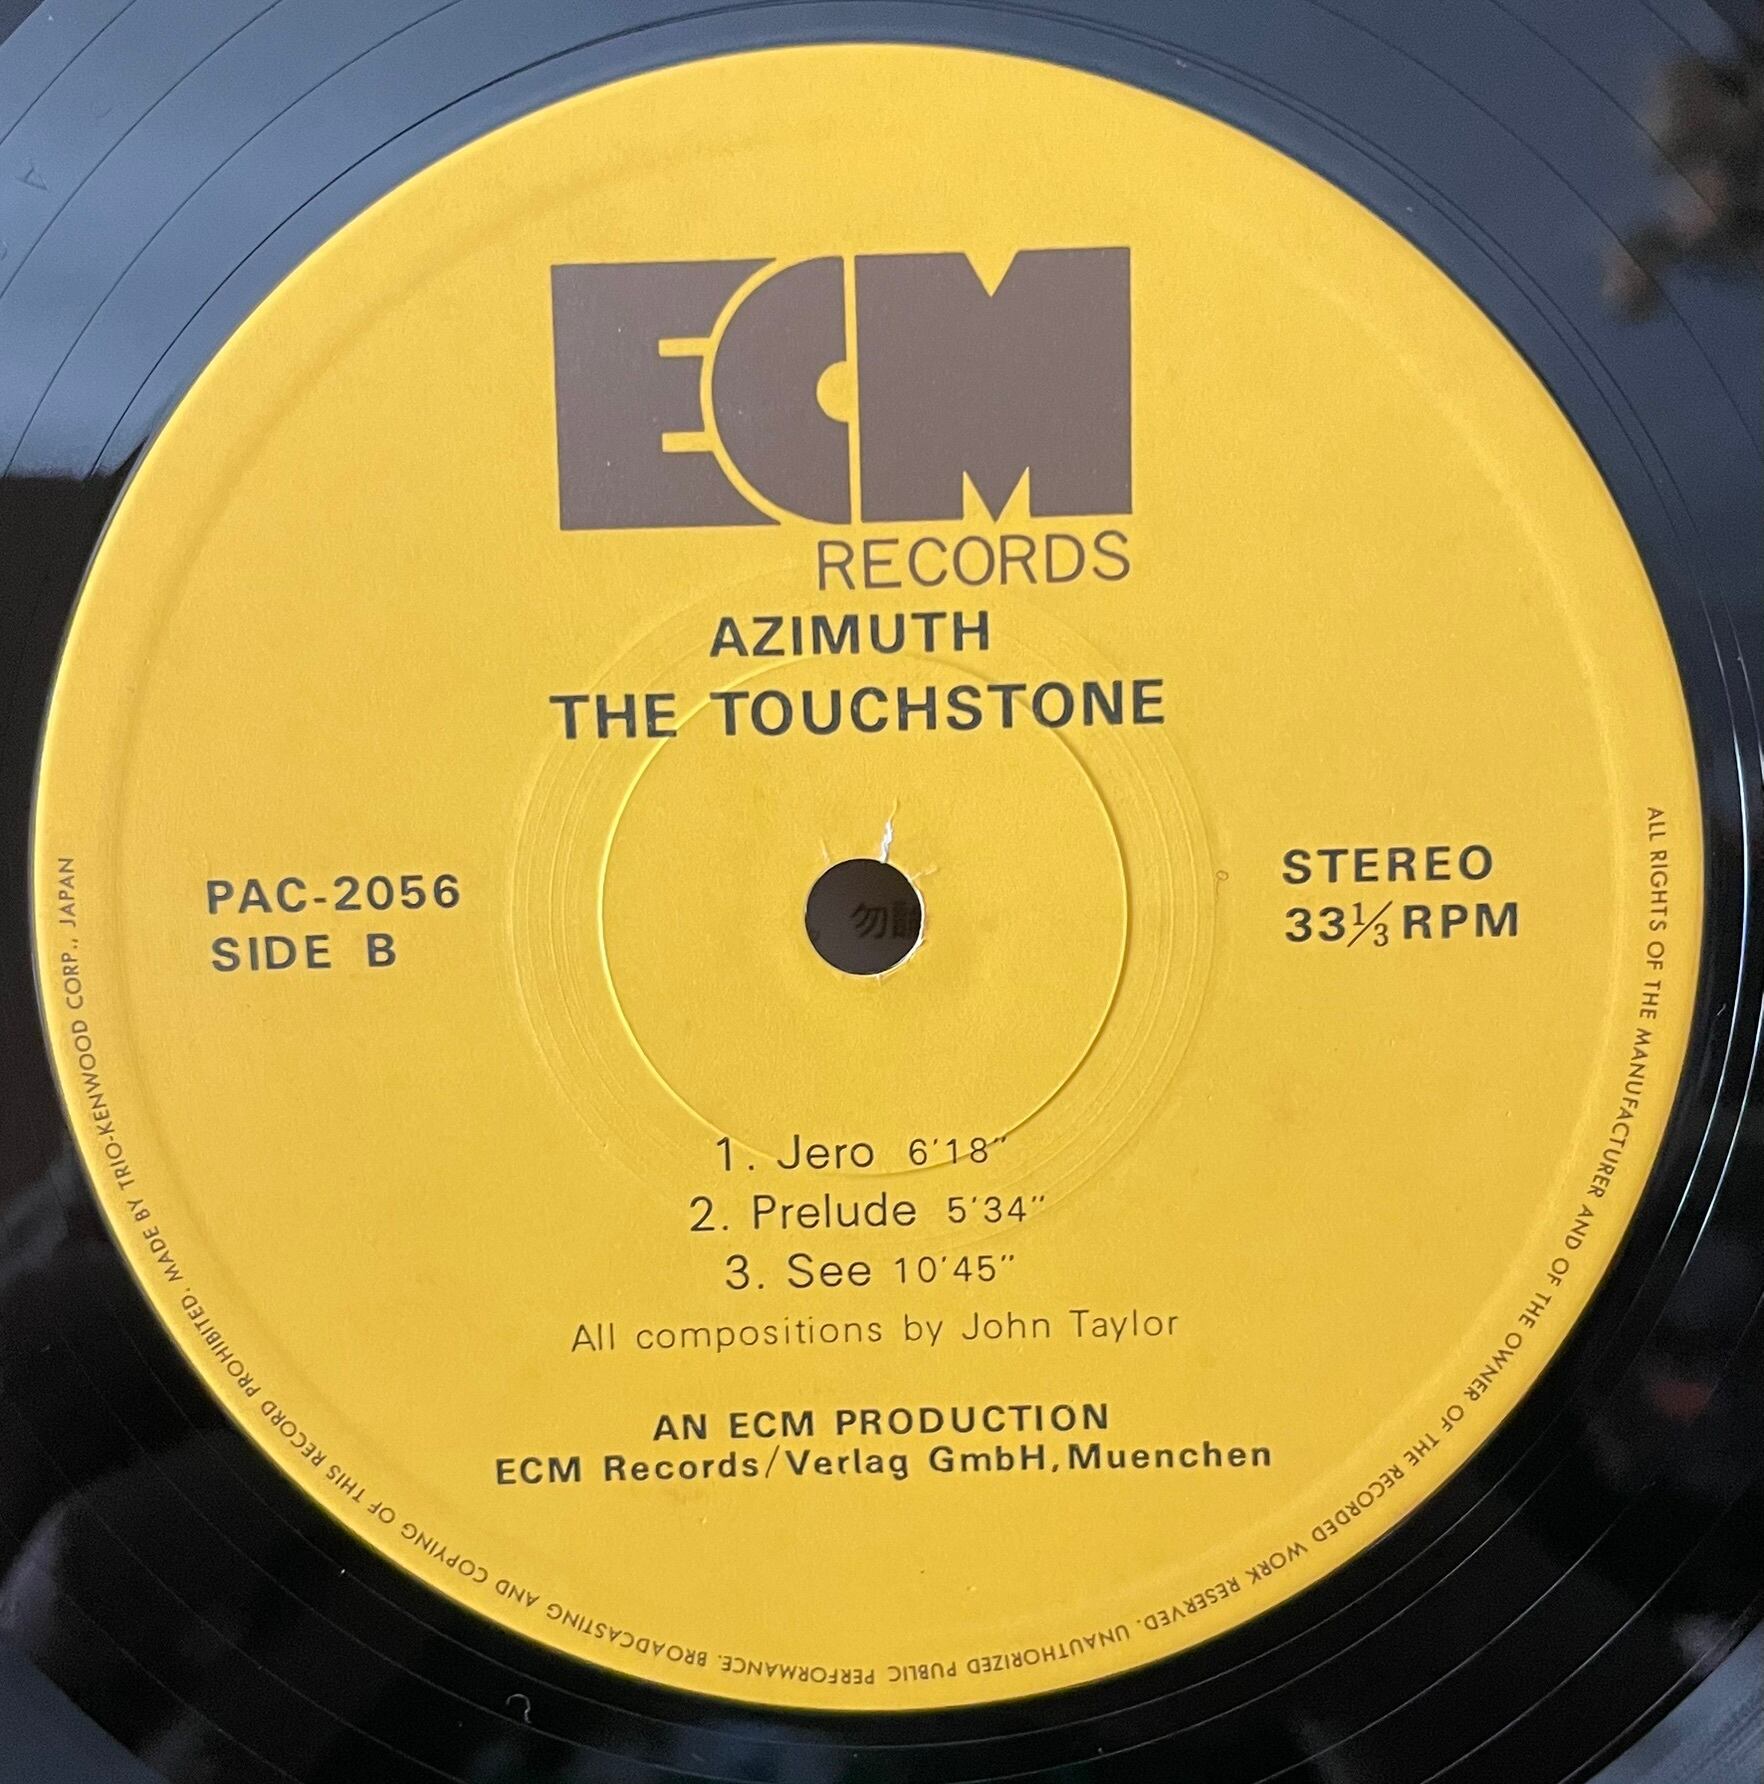 ECM
RECORDS
AZIMUTH
THE TOUCHSTONE
PAC-2056
SIDE B
STEREO
33⅓ RPM
1. Jero 6′18″
2. Prelude 5′34″
3. See 10′45″
All compositions by John Taylor
AN ECM PRODUCTION
ECM Records/Verlag GmbH, Muenchen
ALL RIGHTS OF THE MANUFACTURER AND OF THE OWNER OF THE RECORDED WORK RESERVED. UNAUTHORIZED PUBLIC PERFORMANCE. BROADCASTING AND COPYING OF THIS RECORD PROHIBITED. MADE BY TRIO-KENWOOD CORP., JAPAN
勿